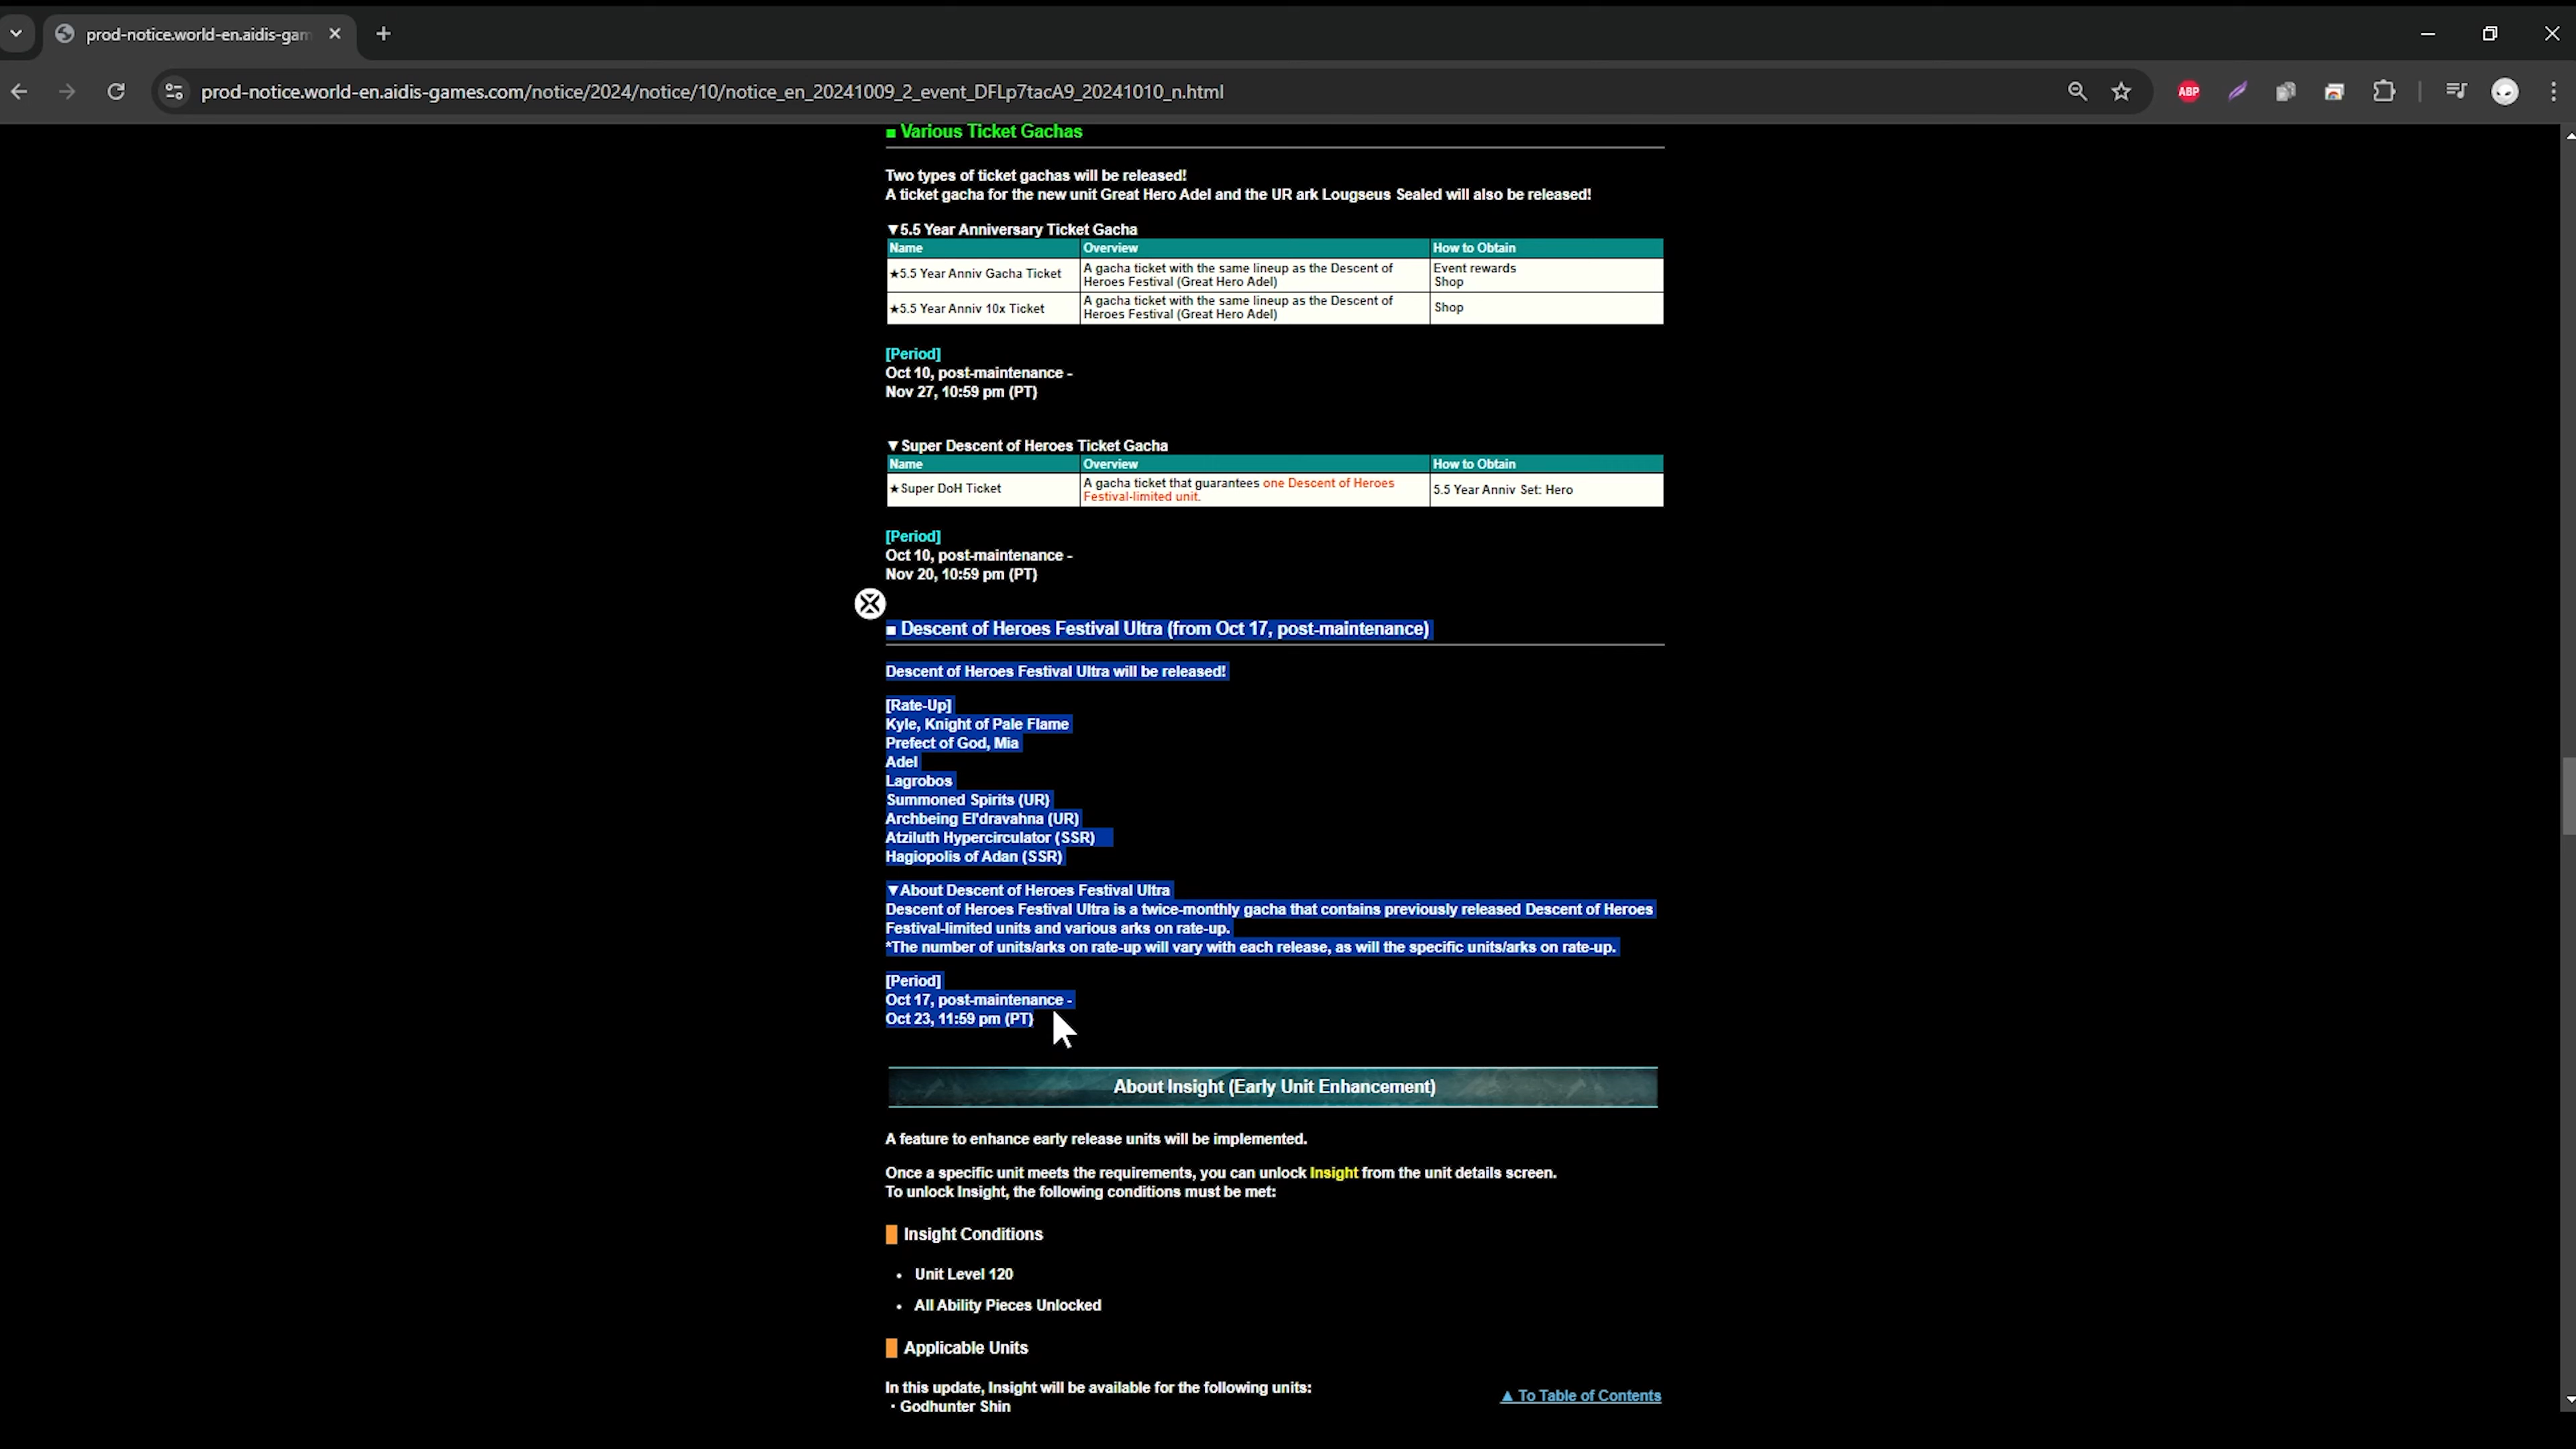 prod-notice.world-en.aidis-gam
prod-notice.world-en.aidis-games.com/notice/2024/notice/10/notice_en_20241009_2_event_DFLp7tacA9_20241010_n.html
ABP
■ Various Ticket Gachas
Two types of ticket gachas will be released!
A ticket gacha for the new unit Great Hero Adel and the UR ark Lougseus Sealed will also be released!
▼5.5 Year Anniversary Ticket Gacha
Name Overview How to Obtain
★5.5 Year Anniv Gacha Ticket A gacha ticket with the same lineup as the Descent of Event rewards
Heroes Festival (Great Hero Adel) Shop
★5.5 Year Anniv 10x Ticket A gacha ticket with the same lineup as the Descent of Shop
Heroes Festival (Great Hero Adel)
[Period]
Oct 10, post-maintenance -
Nov 27, 10:59 pm (PT)
▼Super Descent of Heroes Ticket Gacha
Name Overview How to Obtain
★Super DoH Ticket A gacha ticket that guarantees one Descent of Heroes 5.5 Year Anniv Set: Hero
Festival-limited unit.
[Period]
Oct 10, post-maintenance -
Nov 20, 10:59 pm (PT)
■ Descent of Heroes Festival Ultra (from Oct 17, post-maintenance)
Descent of Heroes Festival Ultra will be released!
[Rate-Up]
Kyle, Knight of Pale Flame
Prefect of God, Mia
Adel
Lagrobos
Summoned Spirits (UR)
Archbeing El'dravahna (UR)
Atziluth Hypercirculator (SSR)
Hagiopolis of Adan (SSR)
▼About Descent of Heroes Festival Ultra
Descent of Heroes Festival Ultra is a twice-monthly gacha that contains previously released Descent of Heroes
Festival-limited units and various arks on rate-up.
*The number of units/arks on rate-up will vary with each release, as will the specific units/arks on rate-up.
[Period]
Oct 17, post-maintenance -
Oct 23, 11:59 pm (PT)
About Insight (Early Unit Enhancement)
A feature to enhance early release units will be implemented.
Once a specific unit meets the requirements, you can unlock Insight from the unit details screen.
To unlock Insight, the following conditions must be met:
Insight Conditions
• Unit Level 120
• All Ability Pieces Unlocked
Applicable Units
In this update, Insight will be available for the following units:
・Godhunter Shin
▲ To Table of Contents